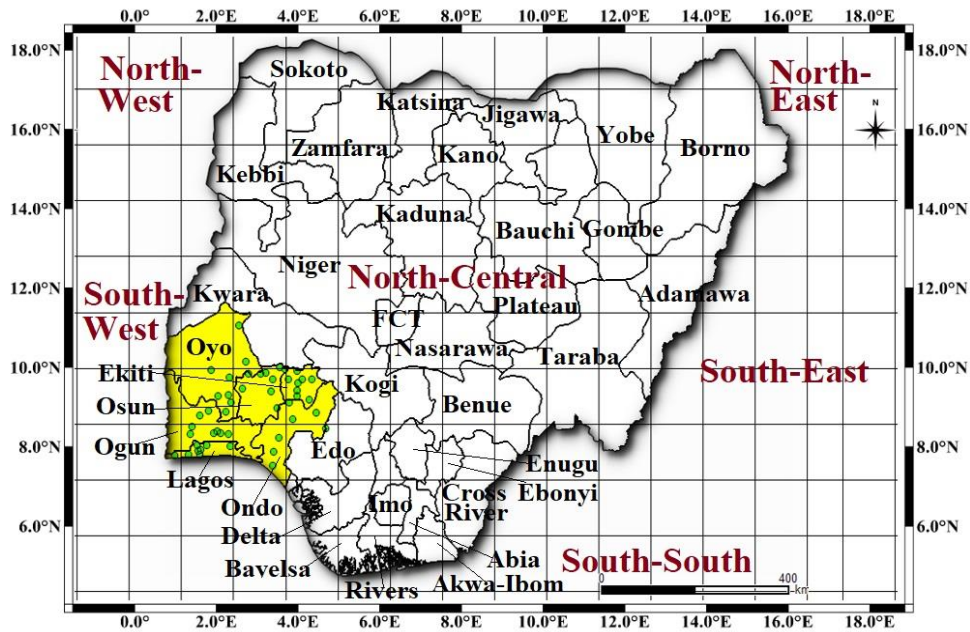 0.0° 2.0°E 4.0°E 6.0°E 8.0°E 10.0°E 12.0°E 14.0°E 16.0°E 18.0°E
18.0°N 18.0°N
North-
West
Sokoto
North-
East
Katsina
Jigawa
N
16.0°N 16.0°N
Yobe
Zamfara
Kano
Borno
Kebbi
14.0°N 14.0°N
Kaduna
Bauchi Gombe
Niger
North-Central
South-
West
Kwara
12.0°N 12.0°N
Plateau
Adamawa
FCT
Oyo
Nasarawa
Taraba
10.0°N 10.0°N
Ekiti
Kogi
South-East
Osun
Benue
Ogun
8.0°N 8.0°N
Edo
Enugu
Lagos
Ebonyi
Cross
River
Ondo
Imo
6.0°N 6.0°N
Delta
Abia
South-South
Bavelsa
Akwa-Ibom
Rivers
0 400
km
0.0° 2.0°E 4.0°E 6.0°E 8.0°E 10.0°E 12.0°E 14.0°E 16.0°E 18.0°E